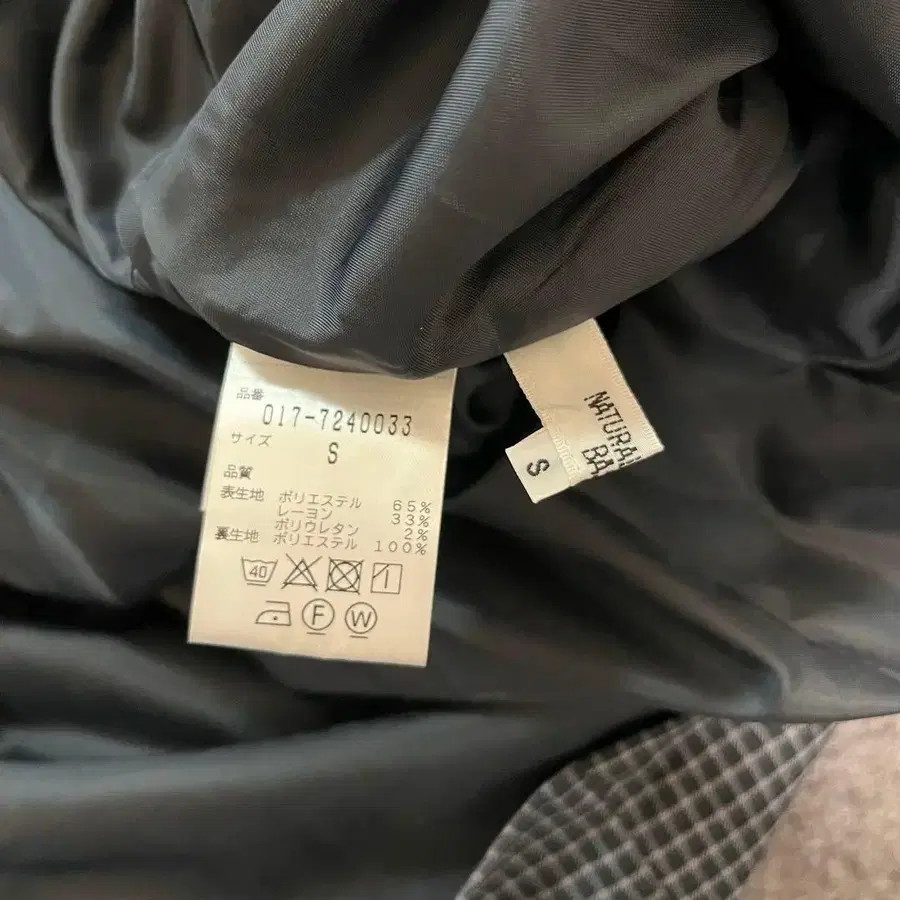 品番
017-7240033
サイズ
S
品質
表生地 ポリエステル 65%
レーヨン 33%
ポリウレタン 2%
裏生地 ポリエステル 100%
40
F W
S